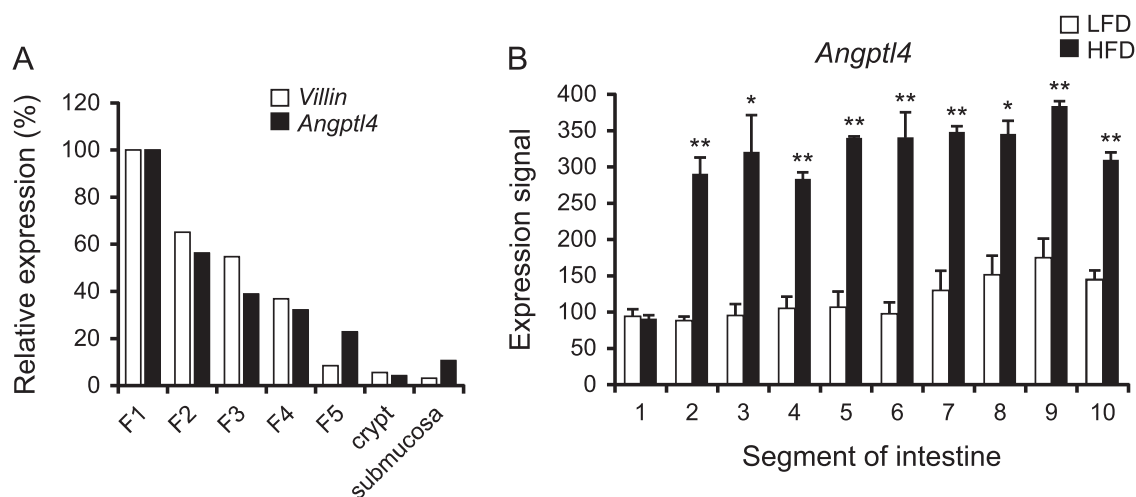 A
Relative expression (%)
120
100
80
60
40
20
0
Villin
Angptl4
F1
F2
F3
F4
F5
crypt
submucosa
B
Angptl4
LFD
HFD
Expression signal
400
350
300
250
200
150
100
50
0
** * ** ** ** ** * ** **
1 2 3 4 5 6 7 8 9 10
Segment of intestine